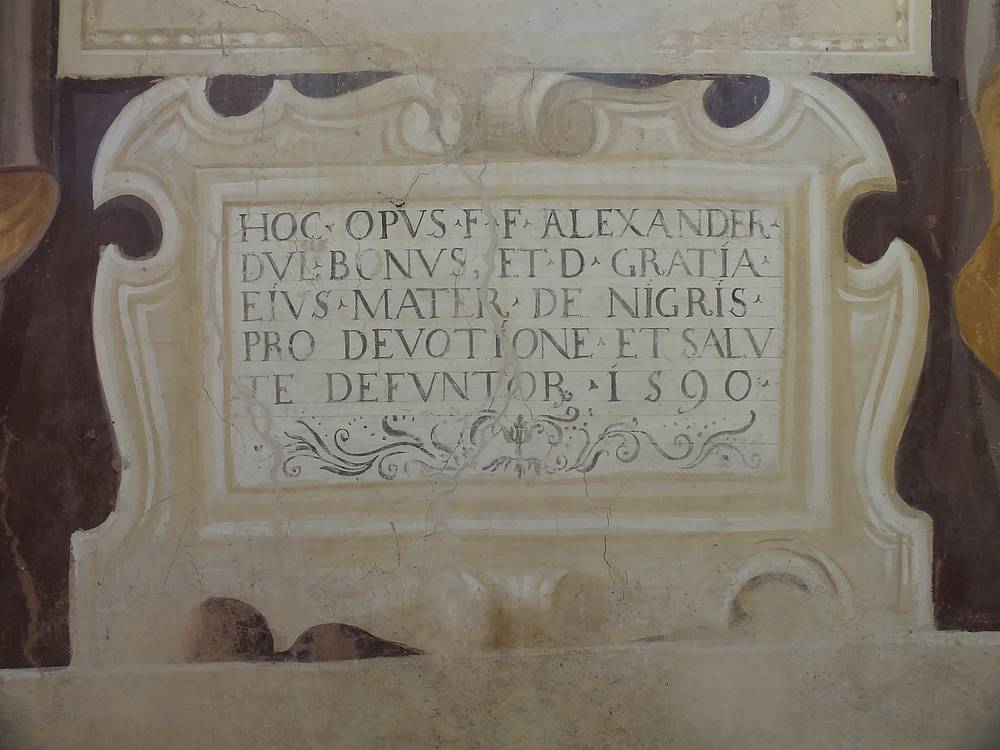 HOC · OPVS · F · F · ALEXANDER ·
DVL·BONVS, ET · D · GRATIA ·
EIVS · MATER · DE NIGRIS ·
PRO DEVOTIONE · ET SALV
TE DEFVNTOR · 1590 ·